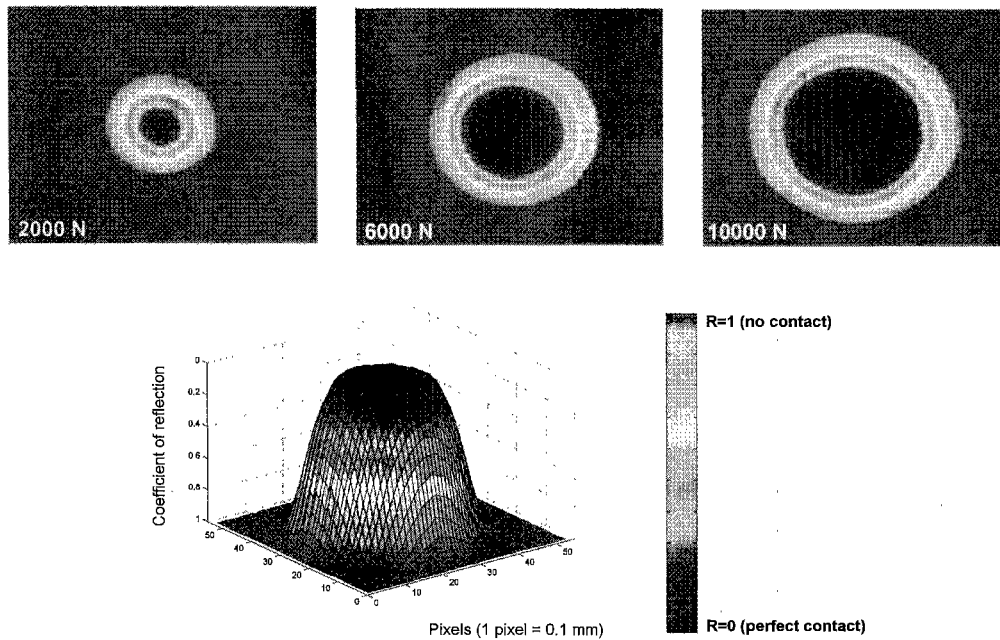 2000 N
6000 N
10000 N
R=1 (no contact)
Coefficient of reflection
0
0.2
0.4
0.6
0.8
1
50
40
30
20
10
0
0
10
20
30
40
50
Pixels (1 pixel = 0.1 mm)
R=0 (perfect contact)